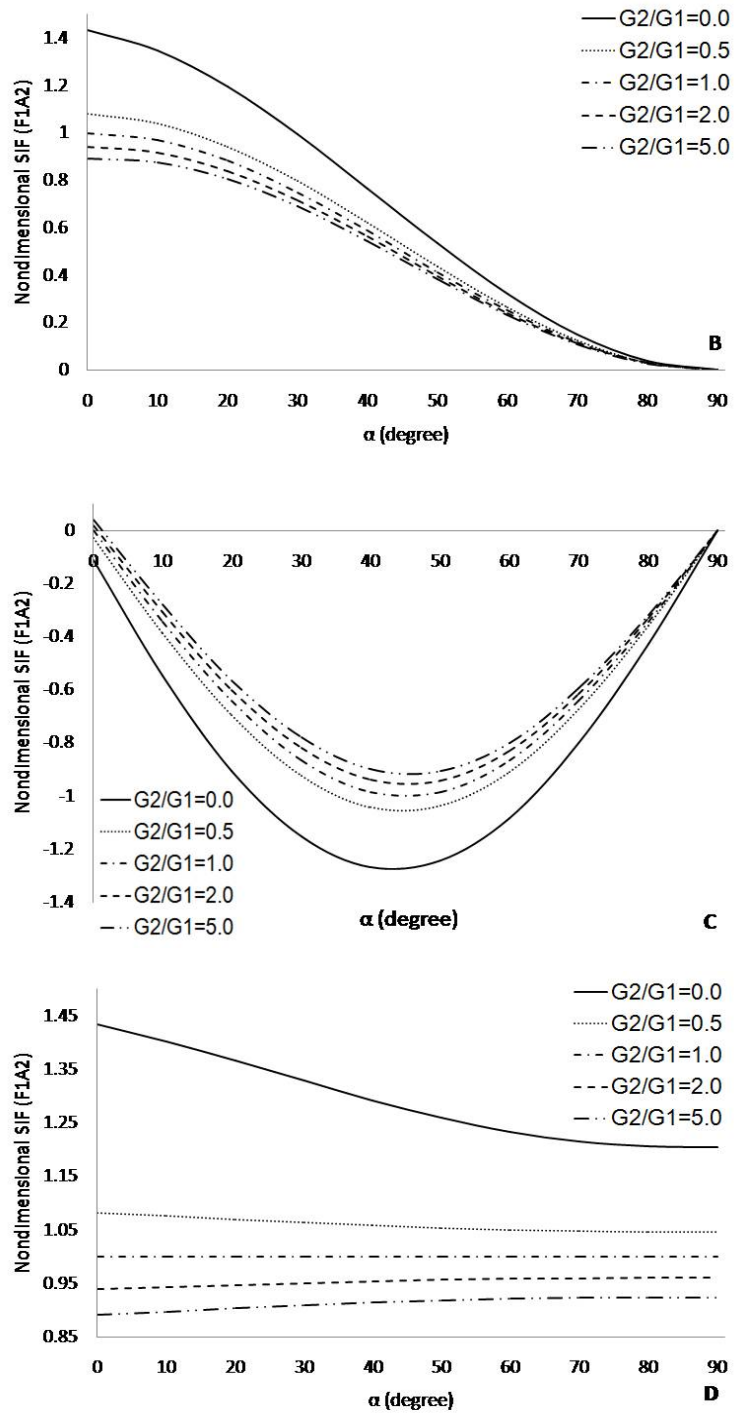 G2/G1=0.0
G2/G1=0.5
G2/G1=1.0
G2/G1=2.0
G2/G1=5.0
Nondimensional SIF (F1A2)
1.4
1.2
1
0.8
0.6
0.4
0.2
0
B
0 10 20 30 40 50 60 70 80 90
α (degree)
Nondimensional SIF (F1A2)
0
-0.2
-0.4
-0.6
-0.8
-1
-1.2
-1.4
0 10 20 30 40 50 60 70 80 90
G2/G1=0.0
G2/G1=0.5
G2/G1=1.0
G2/G1=2.0
G2/G1=5.0
α (degree)
C
G2/G1=0.0
G2/G1=0.5
G2/G1=1.0
G2/G1=2.0
G2/G1=5.0
Nondimensional SIF (F1A2)
1.45
1.35
1.25
1.15
1.05
0.95
0.85
0 10 20 30 40 50 60 70 80 90
α (degree)
D